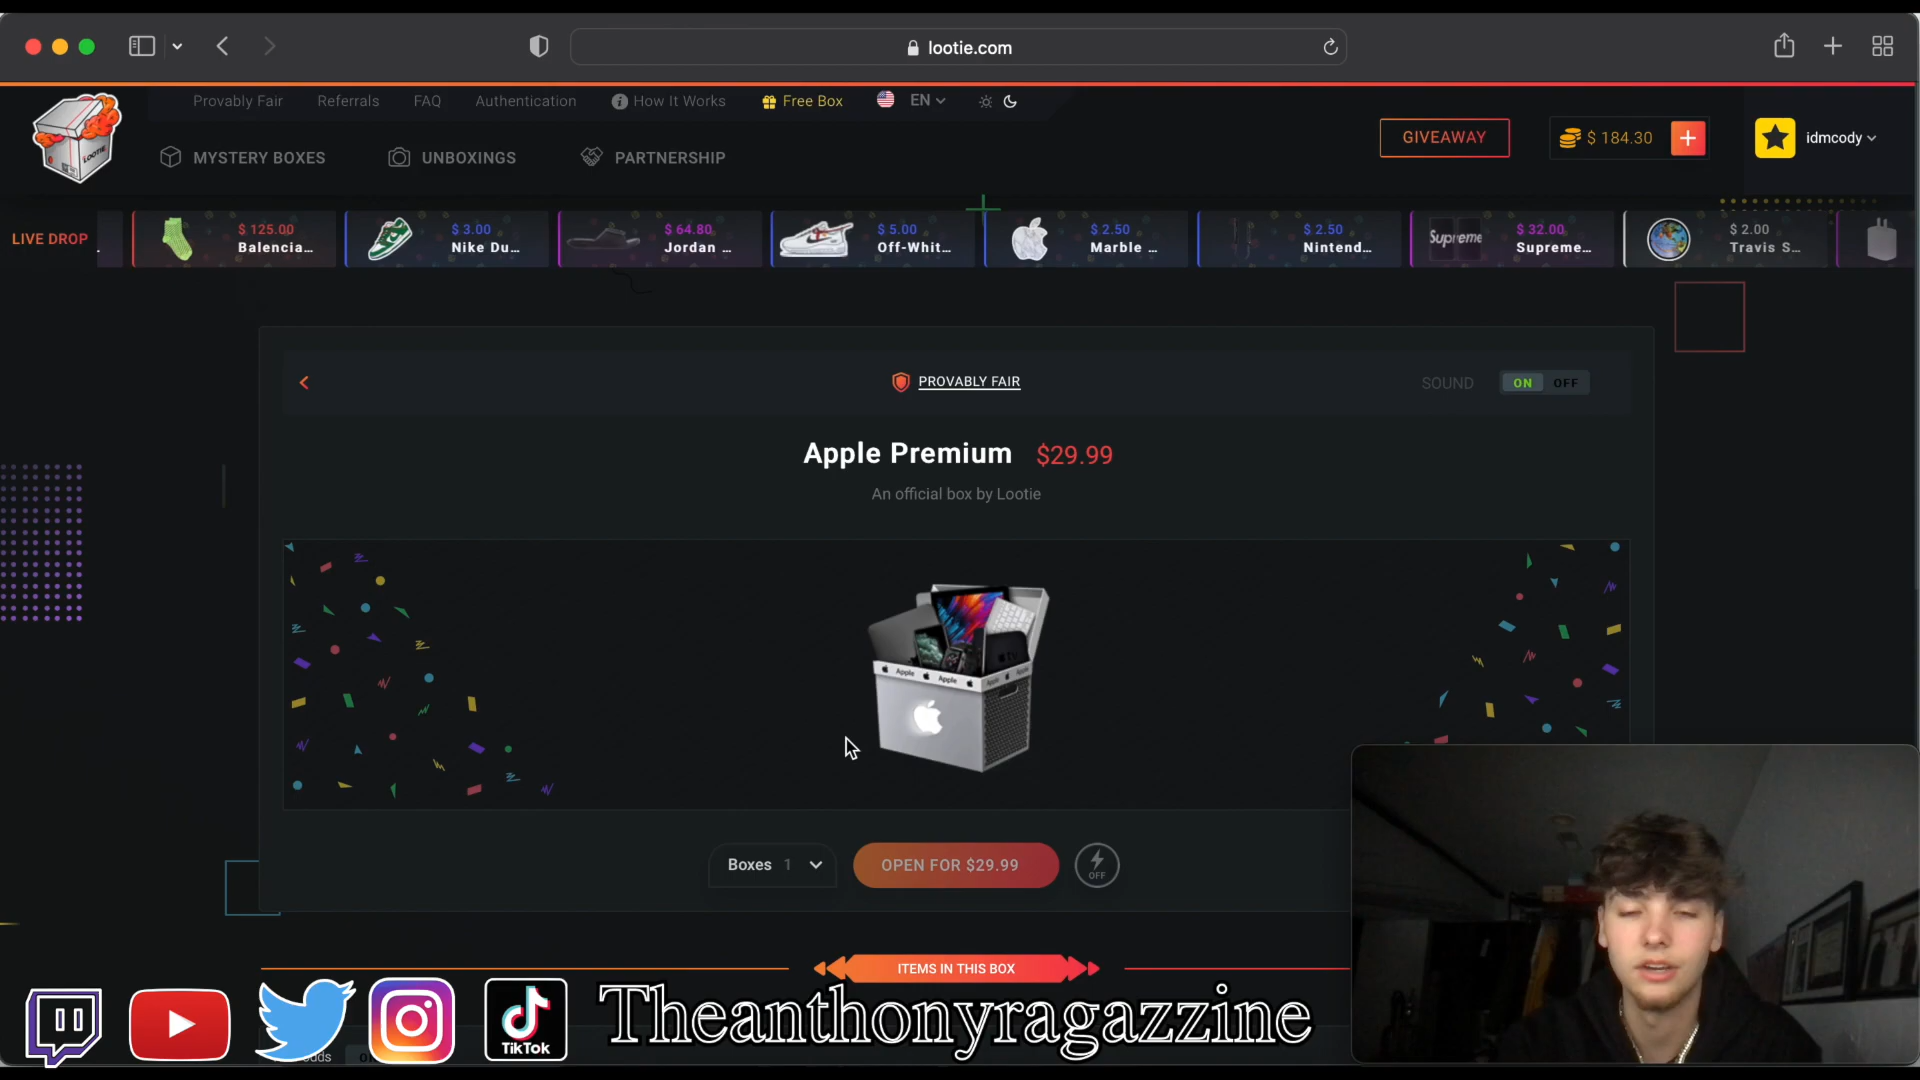 lootie.com
Provably Fair
Referrals
FAQ
Authentication
How It Works
Free Box
EN
MYSTERY BOXES
UNBOXINGS
PARTNERSHIP
GIVEAWAY
$ 184.30
idmcody
LOOTIE
LIVE DROP
$ 125.00
Balencia...
$ 3.00
Nike Du...
$ 64.80
Jordan ...
$ 5.00
Off-Whit...
$ 2.50
Marble ...
$ 2.50
Nintend...
Supreme
$ 32.00
Supreme...
$ 2.00
Travis S...
PROVABLY FAIR
SOUND
ON OFF
Apple Premium $29.99
An official box by Lootie
Apple Apple Apple
Boxes 1
OPEN FOR $29.99
OFF
ITEMS IN THIS BOX
TikTok
Theanthonyragazzine